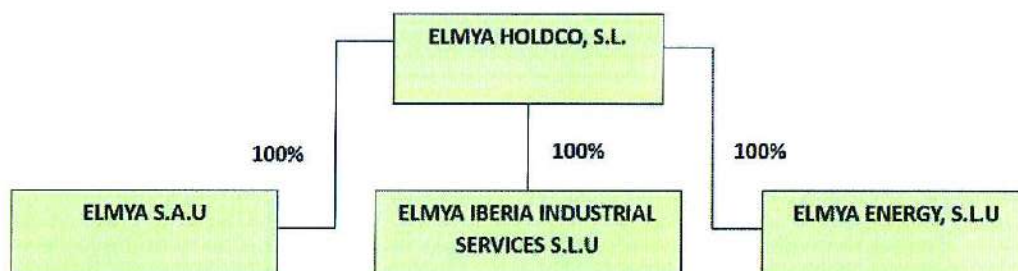 ELMYA HOLDCO, S.L.
100%
100%
100%
ELMYA S.A.U
ELMYA IBERIA INDUSTRIAL
SERVICES S.L.U
ELMYA ENERGY, S.L.U